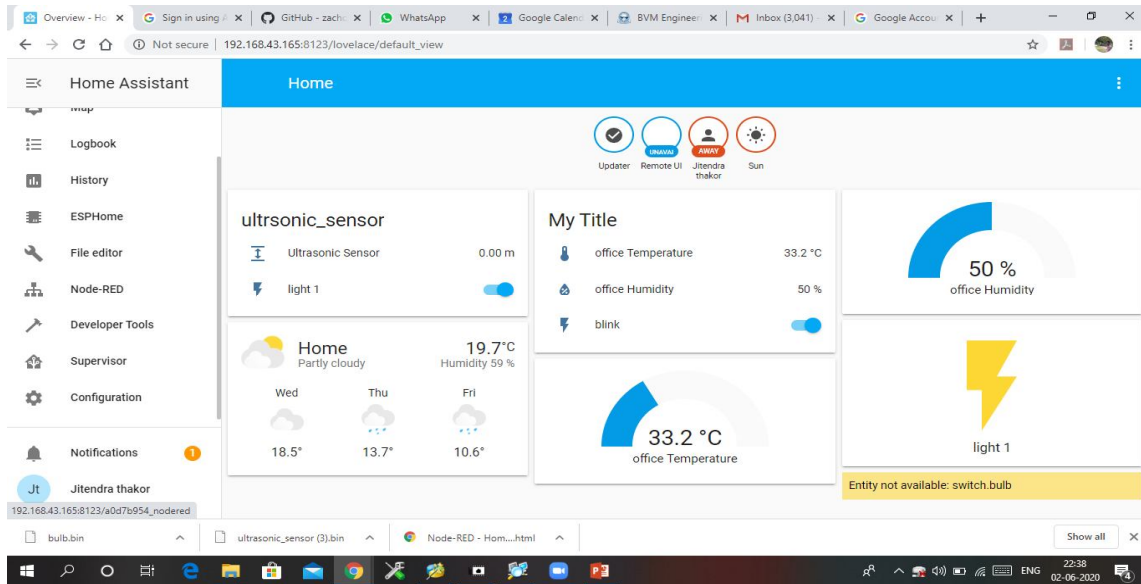 Overview - Ho
Sign in using
GitHub - zach
WhatsApp
Google Calend
BVM Engineer
Inbox (3,041) -
Google Accou
Not secure
192.168.43.165:8123/lovelace/default_view
Home Assistant
Home
Map
Logbook
History
ESPHome
File editor
Node-RED
Developer Tools
Supervisor
Configuration
Notifications
1
Jt
Jitendra thakor
192.168.43.165:8123/a0d7b954_nodered
UNAVAI
AWAY
Updater
Remote UI
Jitendra
thakor
Sun
ultrsonic_sensor
Ultrasonic Sensor 0.00 m
light 1
Home 19.7°C
Partly cloudy Humidity 59 %
Wed Thu Fri
18.5° 13.7° 10.6°
My Title
office Temperature 33.2 °C
office Humidity 50 %
blink
33.2 °C
office Temperature
50 %
office Humidity
light 1
Entity not available: switch.bulb
bulb.bin
ultrasonic_sensor (3).bin
Node-RED - Hom,...html
Show all
ENG
22:38
02-06-2020